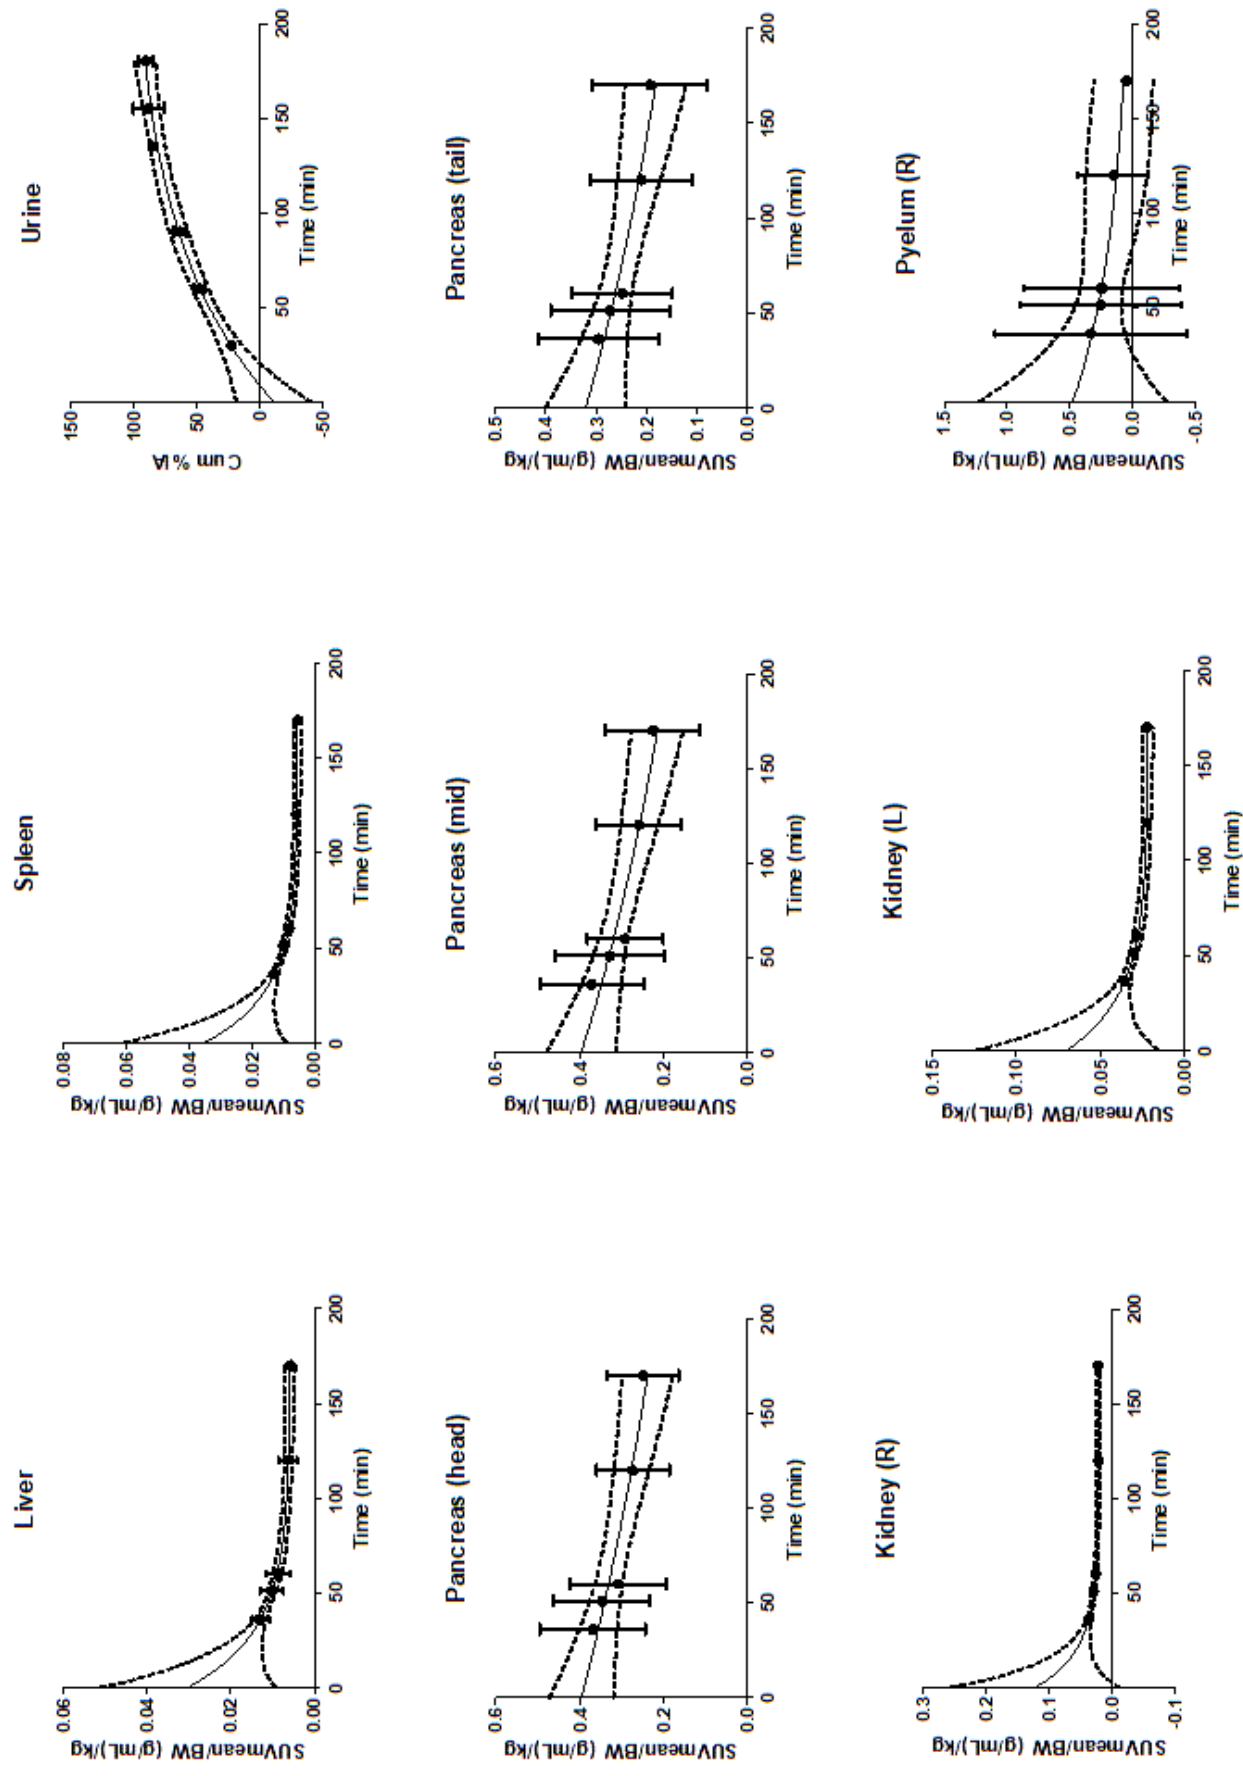 Liver
SUVmean/BW (g/mL)/kg
0.06
0.04
0.02
0.00
0 50 100 150 200
Time (min)
Spleen
SUVmean/BW (g/mL)/kg
0.08
0.06
0.04
0.02
0.00
0 50 100 150 200
Time (min)
Urine
Cum %IA
150
100
50
0
-50
50 100 150 200
Time (min)
Pancreas (head)
SUVmean/BW (g/mL)/kg
0.6
0.4
0.2
0.0
0 50 100 150 200
Time (min)
Pancreas (mid)
SUVmean/BW (g/mL)/kg
0.6
0.4
0.2
0.0
0 50 100 150 200
Time (min)
Pancreas (tail)
SUVmean/BW (g/mL)/kg
0.5
0.4
0.3
0.2
0.1
0.0
0 50 100 150 200
Time (min)
Kidney (R)
SUVmean/BW (g/mL)/kg
0.3
0.2
0.1
0.0
-0.1
50 100 150 200
Time (min)
Kidney (L)
SUVmean/BW (g/mL)/kg
0.15
0.10
0.05
0.00
0 50 100 150 200
Time (min)
Pyelum (R)
SUVmean/BW (g/mL)/kg
1.5
1.0
0.5
0.0
-0.5
50 100 150 200
Time (min)